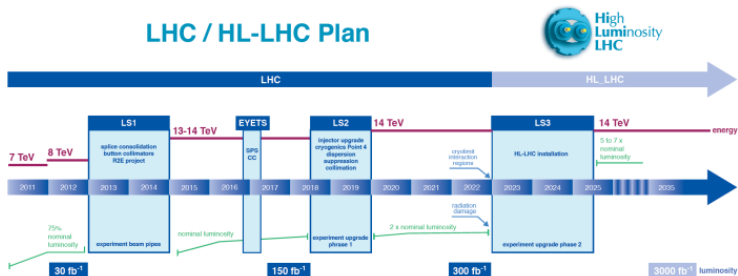 LHC / HL-LHC Plan
High
Luminosity
LHC
LHC
HL_LHC
LS1
splice consolidation
button collimators
R2E project
EYETS
SPS
CC
LS2
injector upgrade
cryogenics Point 4
dispersion
suppression
collimation
LS3
HL-LHC installation
7 TeV
8 TeV
13-14 TeV
14 TeV
14 TeV
energy
cryolimit
interaction
regions
5 to 7 x
nominal
luminosity
2011
2012
2013
2014
2015
2016
2017
2018
2019
2020
2021
2022
2023
2024
2025
2035
radiation
damage
75%
nominal
luminosity
nominal luminosity
2 x nominal luminosity
experiment beam pipes
experiment upgrade
phrase 1
experiment upgrade phase 2
30 fb-1
150 fb-1
300 fb-1
3000 fb-1
luminosity